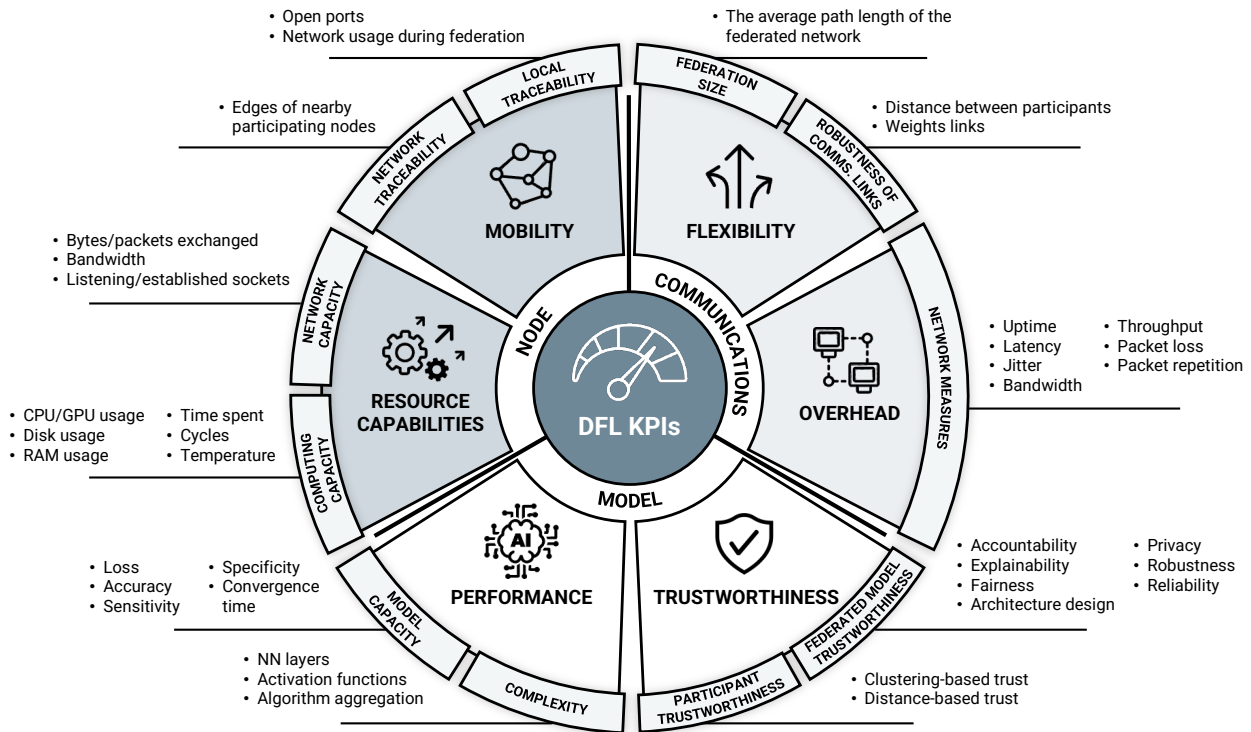 • Open ports
• Network usage during federation
• The average path length of the
federated network
LOCAL
TRACEABILITY
FEDERATION
SIZE
• Edges of nearby
participating nodes
• Distance between participants
• Weights links
NETWORK
TRACEABILITY
ROBUSTNESS OF
COMMS. LINKS
MOBILITY
FLEXIBILITY
• Bytes/packets exchanged
• Bandwidth
• Listening/established sockets
NETWORK
CAPACITY
NODE
COMMUNICATIONS
NETWORK MEASURES
• Uptime
• Latency
• Jitter
• Bandwidth
• Throughput
• Packet loss
• Packet repetition
RESOURCE
CAPABILITIES
DFL KPIs
OVERHEAD
• CPU/GPU usage
• Disk usage
• RAM usage
• Time spent
• Cycles
• Temperature
COMPUTING
CAPACITY
MODEL
AI
PERFORMANCE
TRUSTWORTHINESS
• Loss
• Accuracy
• Sensitivity
• Specificity
• Convergence
time
MODEL
CAPACITY
FEDERATED MODEL
TRUSTWORTHINESS
• Accountability
• Explainability
• Fairness
• Architecture design
• Privacy
• Robustness
• Reliability
• NN layers
• Activation functions
• Algorithm aggregation
COMPLEXITY
PARTICIPANT
TRUSTWORTHINESS
• Clustering-based trust
• Distance-based trust